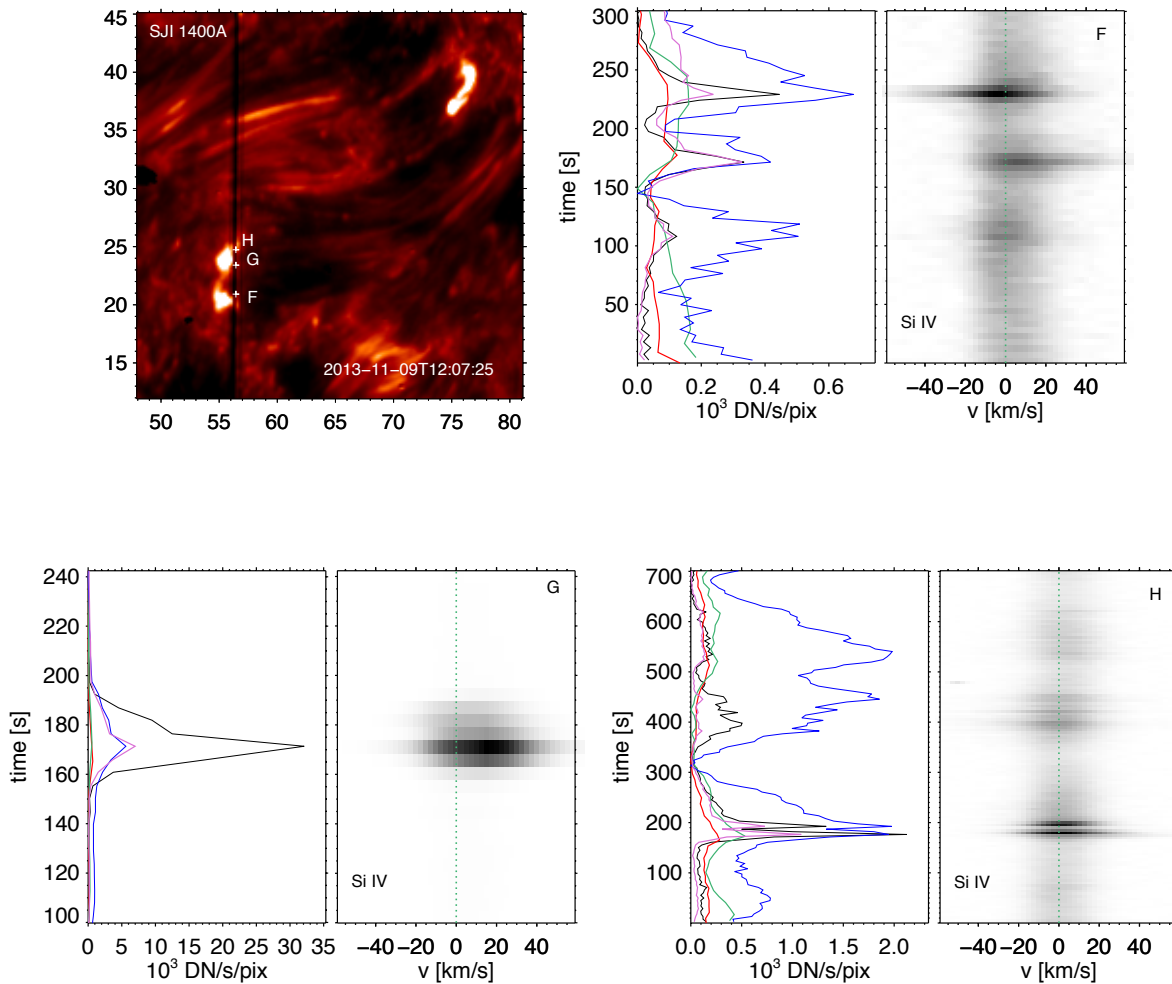 SJI 1400A
45
40
35
30
25
20
15
H
G
F
2013−11−09T12:07:25
50 55 60 65 70 75 80
time [s]
300
250
200
150
100
50
0.0 0.2 0.4 0.6
10³ DN/s/pix
F
Si IV
−40 −20 0 20 40
v [km/s]
time [s]
240
220
200
180
160
140
120
100
0 5 10 15 20 25 30 35
10³ DN/s/pix
G
Si IV
−40 −20 0 20 40
v [km/s]
time [s]
700
600
500
400
300
200
100
0.0 0.5 1.0 1.5 2.0
10³ DN/s/pix
H
Si IV
−40 −20 0 20 40
v [km/s]